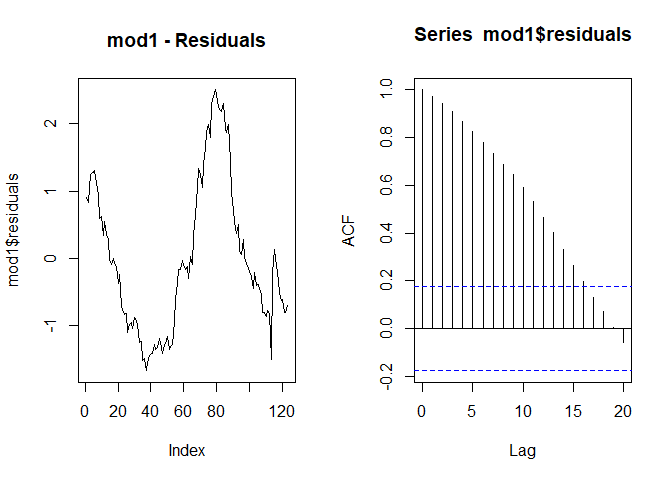 mod1 - Residuals
mod1$residuals
2
1
0
-1
0 20 40 60 80 120
Index
Series mod1$residuals
ACF
1.0
0.8
0.6
0.4
0.2
0.0
-0.2
0 5 10 15 20
Lag